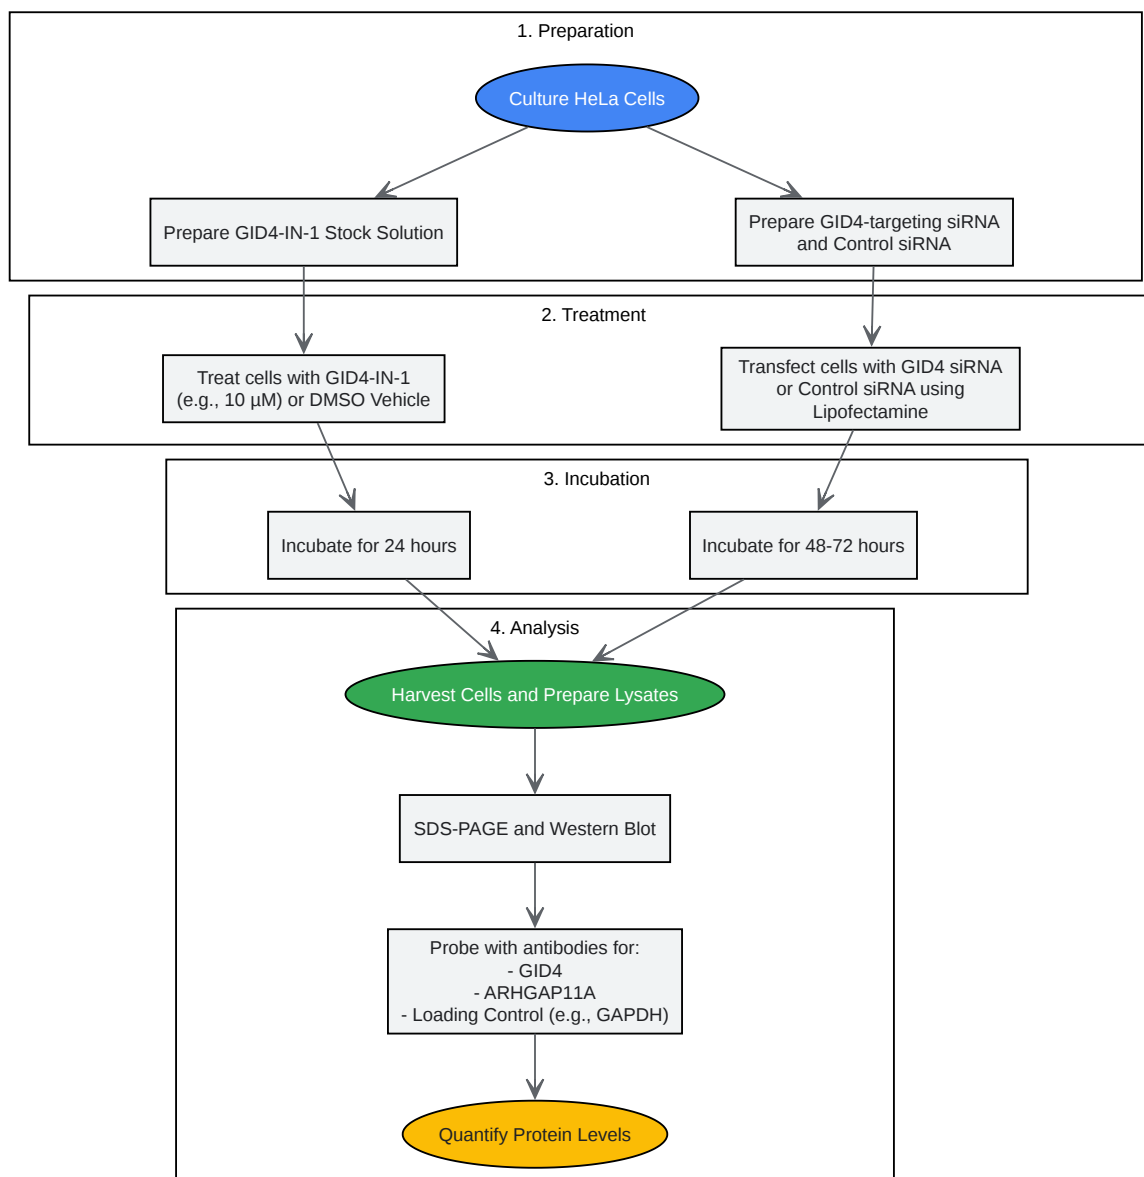 1. Preparation
Culture HeLa Cells
Prepare GID4-IN-1 Stock Solution
Prepare GID4-targeting siRNA
and Control siRNA
2. Treatment
Treat cells with GID4-IN-1
(e.g., 10 µM) or DMSO Vehicle
Transfect cells with GID4 siRNA
or Control siRNA using
Lipofectamine
3. Incubation
Incubate for 24 hours
Incubate for 48-72 hours
4. Analysis
Harvest Cells and Prepare Lysates
SDS-PAGE and Western Blot
Probe with antibodies for:
- GID4
- ARHGAP11A
- Loading Control (e.g., GAPDH)
Quantify Protein Levels